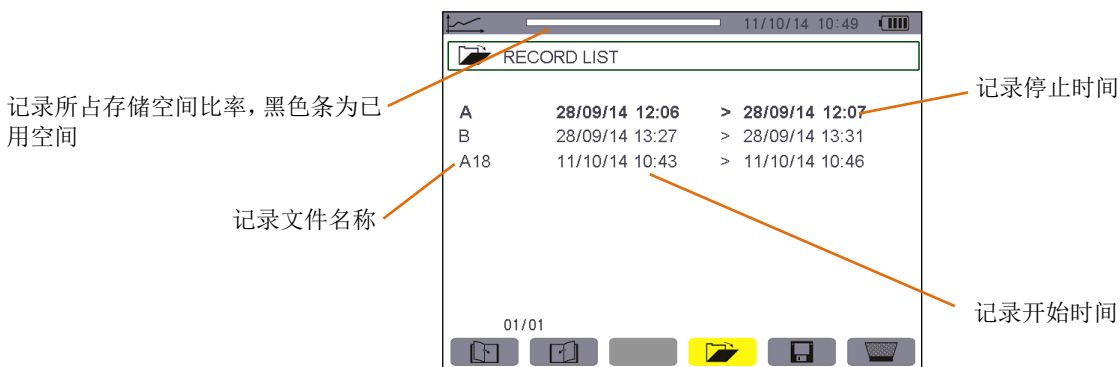 11/10/14 10:49
RECORD LIST
记录所占存储空间比率，黑色条为已
用空间
记录停止时间
A 28/09/14 12:06 > 28/09/14 12:07
B 28/09/14 13:27 > 28/09/14 13:31
A18 11/10/14 10:43 > 11/10/14 10:46
记录文件名称
记录开始时间
01/01